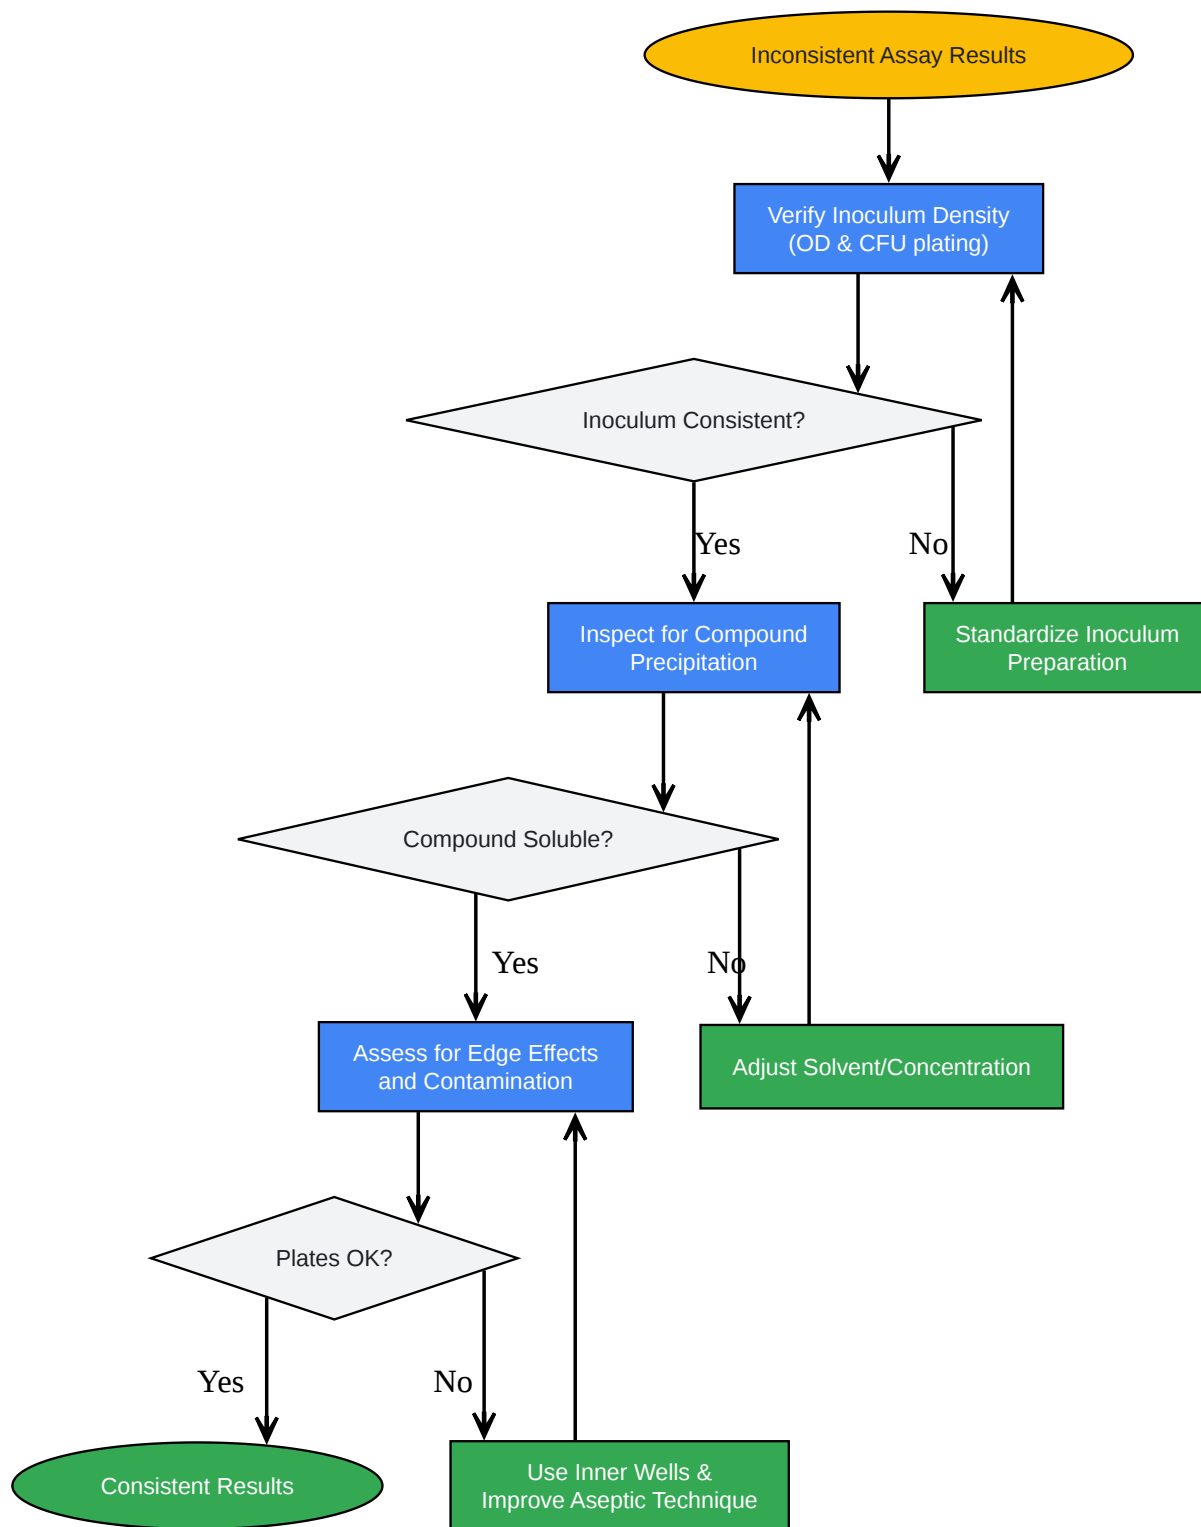 Inconsistent Assay Results
Verify Inoculum Density
(OD & CFU plating)
Inoculum Consistent?
Yes
No
Inspect for Compound
Precipitation
Standardize Inoculum
Preparation
Compound Soluble?
Yes
No
Assess for Edge Effects
and Contamination
Adjust Solvent/Concentration
Plates OK?
Yes
No
Consistent Results
Use Inner Wells &
Improve Aseptic Technique